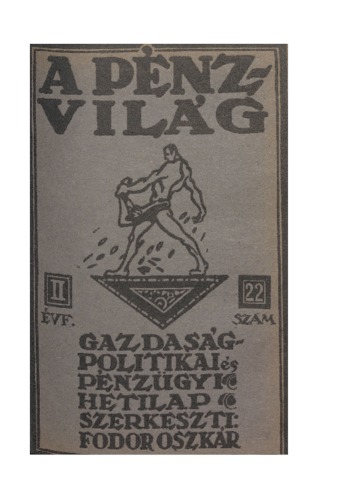 A PÉNZ-
VILÁG
II 22
ÉVF. SZÁM
GAZDASÁG-
POLITIKAI és
PÉNZÜGYI
HETILAP
SZERKESZTI:
FODOR OSZKÁR